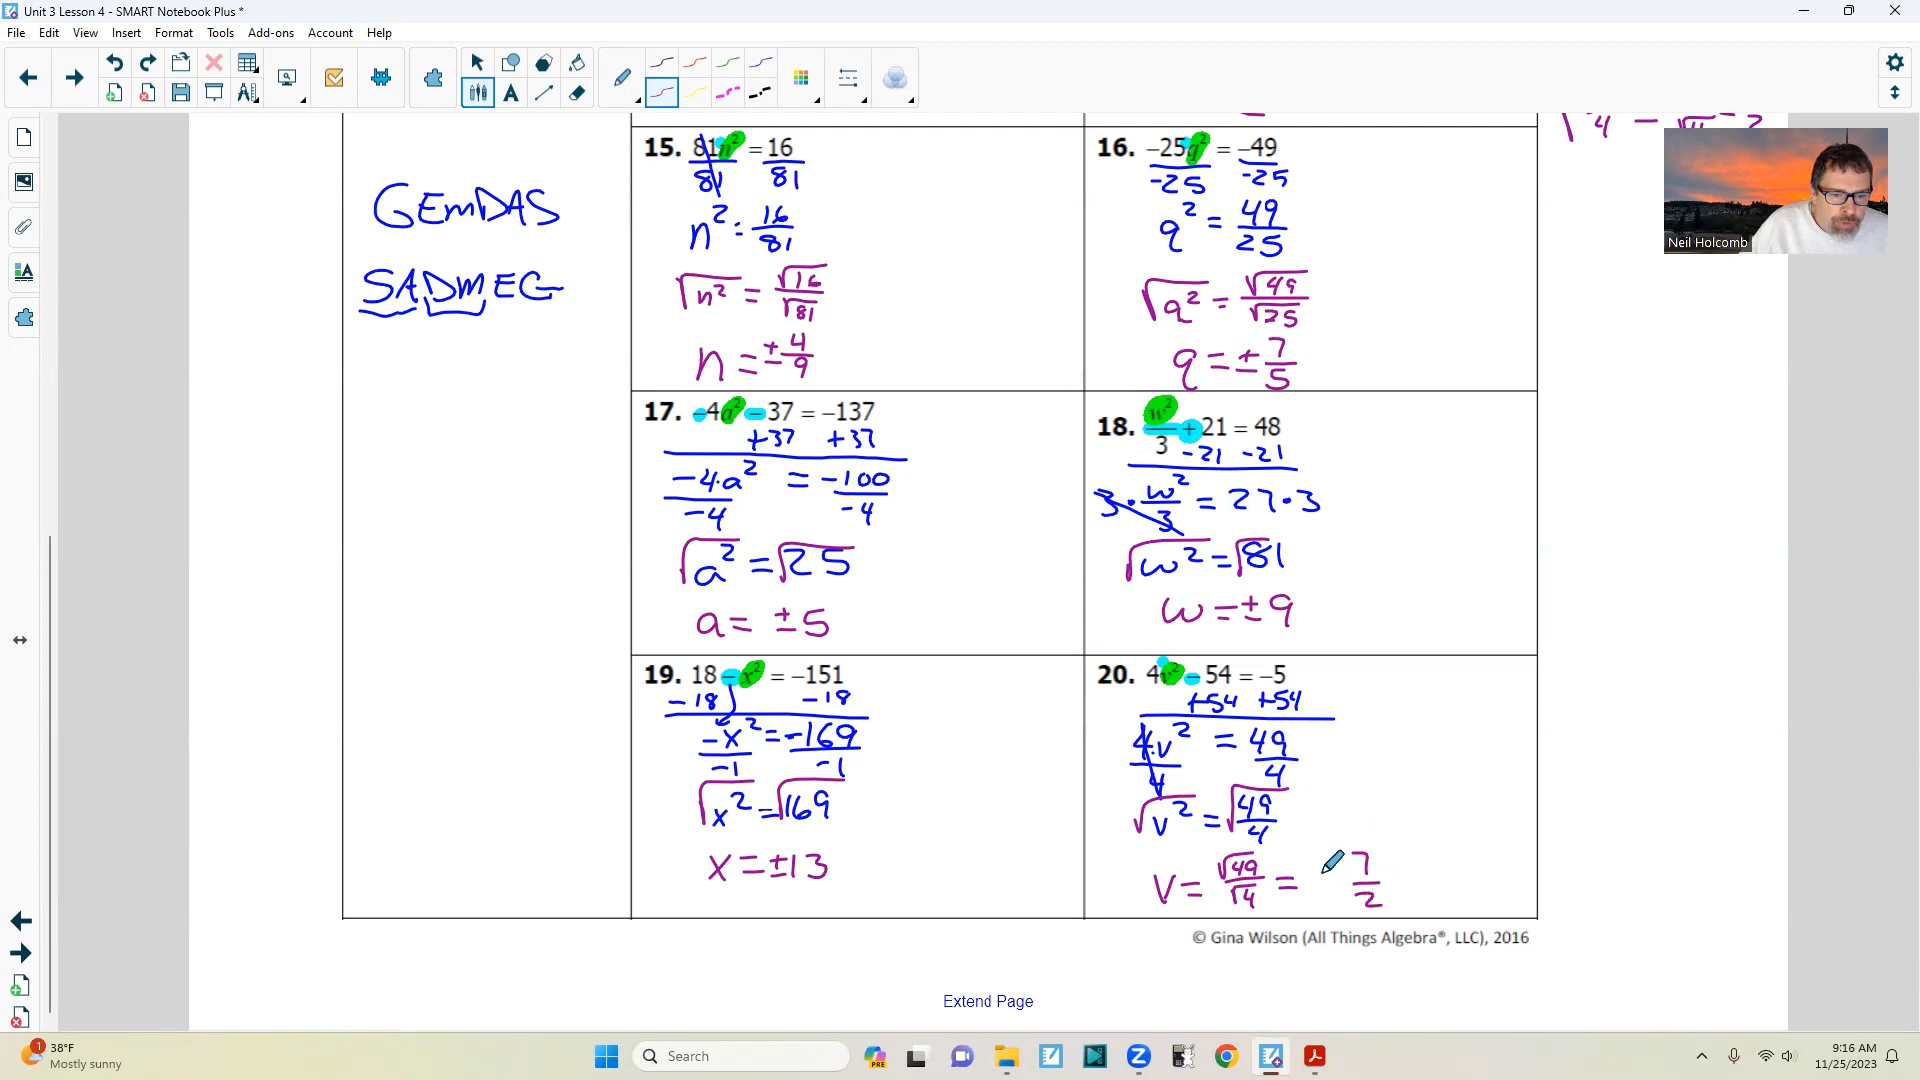 Unit 3 Lesson 4 - SMART Notebook Plus *
File Edit View Insert Format Tools Add-ons Account Help
GEmDAS
SADMEG
15. 81n² = 16
81 81
n² = 16/81
√n² = √16/√81
n = ± 4/9
16. -25q² = -49
-25 -25
q² = 49/25
√q² = √49/√25
q = ± 7/5
17. -4a² - 37 = -137
+37 +37
-4·a² = -100
-4 -4
√a² = √25
a = ±5
18. w²/3 + 21 = 48
-21 -21
3 · w²/3 = 27·3
√w² = √81
w = ±9
19. 18 - x² = -151
-18 -18
-x² = -169
-1 -1
√x² = √169
x = ±13
20. 4v² - 54 = -5
+54 +54
4·v² = 49
4 4
√v² = √49/4
v = √49/√4 = 7/2
Neil Holcomb
© Gina Wilson (All Things Algebra®, LLC), 2016
Extend Page
1
38°F
Mostly sunny
Search
PRE
9:16 AM
11/25/2023